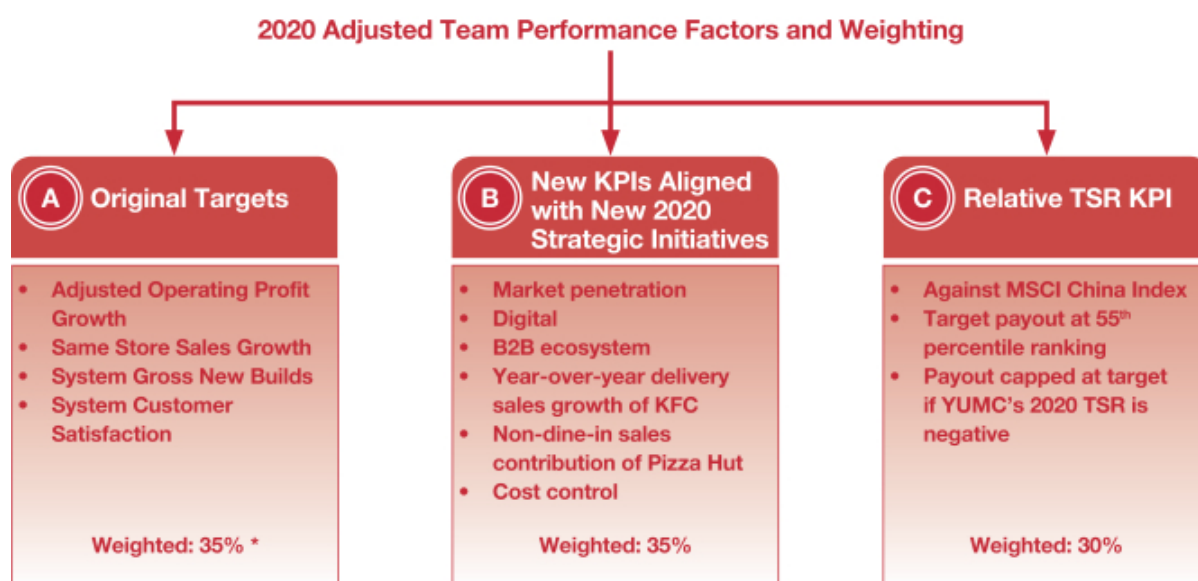 2020 Adjusted Team Performance Factors and Weighting
A
Original Targets
• Adjusted Operating Profit
Growth
• Same Store Sales Growth
• System Gross New Builds
• System Customer
Satisfaction
Weighted: 35% *
B
New KPIs Aligned
with New 2020
Strategic Initiatives
• Market penetration
• Digital
• B2B ecosystem
• Year-over-year delivery
sales growth of KFC
• Non-dine-in sales
contribution of Pizza Hut
• Cost control
Weighted: 35%
C
Relative TSR KPI
• Against MSCI China Index
• Target payout at 55th
percentile ranking
• Payout capped at target
if YUMC's 2020 TSR is
negative
Weighted: 30%